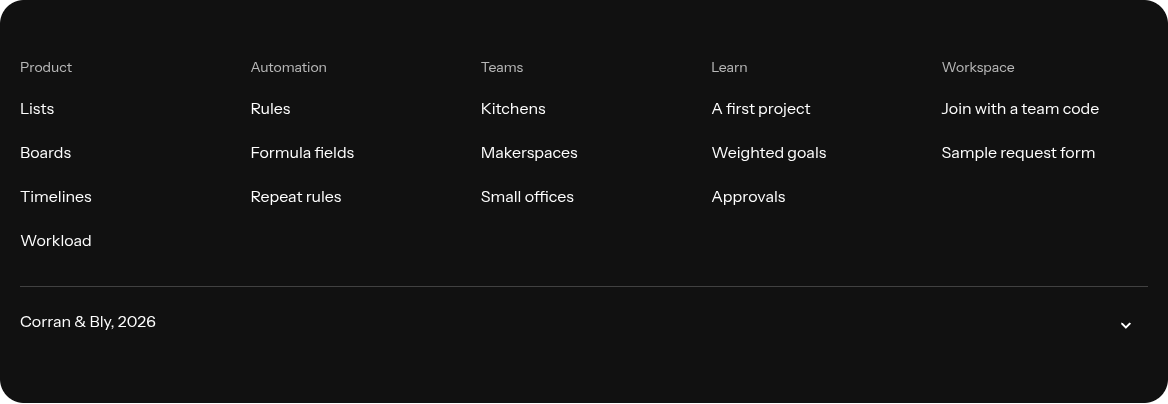 Product
Lists
Boards
Timelines
Workload
Automation
Rules
Formula fields
Repeat rules
Teams
Kitchens
Makerspaces
Small offices
Learn
A first project
Weighted goals
Approvals
Workspace
Join with a team code
Sample request form
Corran & Bly, 2026